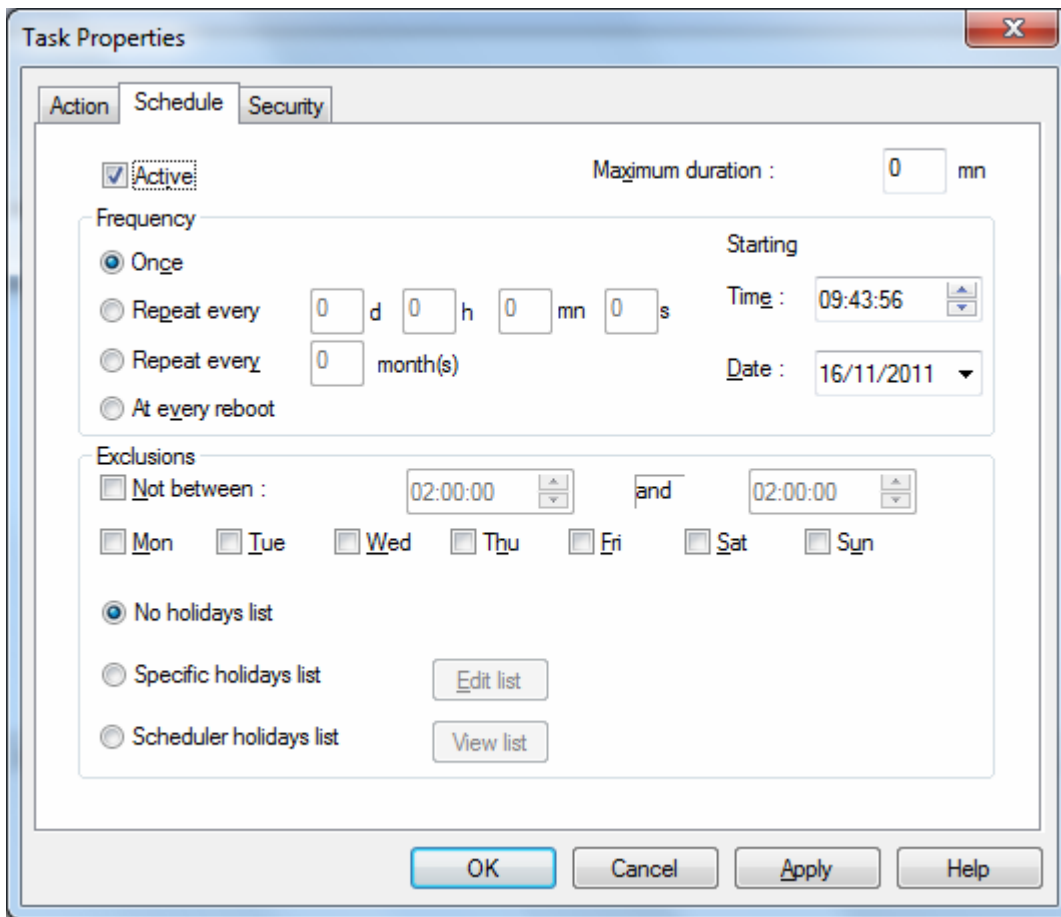 Task Properties
Action Schedule Security
Active Maximum duration : 0 mn
Frequency
Starting
Once
Repeat every 0 d 0 h 0 mn 0 s Time : 09:43:56
Repeat every 0 month(s) Date : 16/11/2011
At every reboot
Exclusions
Not between : 02:00:00 and 02:00:00
Mon Tue Wed Thu Fri Sat Sun
No holidays list
Specific holidays list Edit list
Scheduler holidays list View list
OK Cancel Apply Help